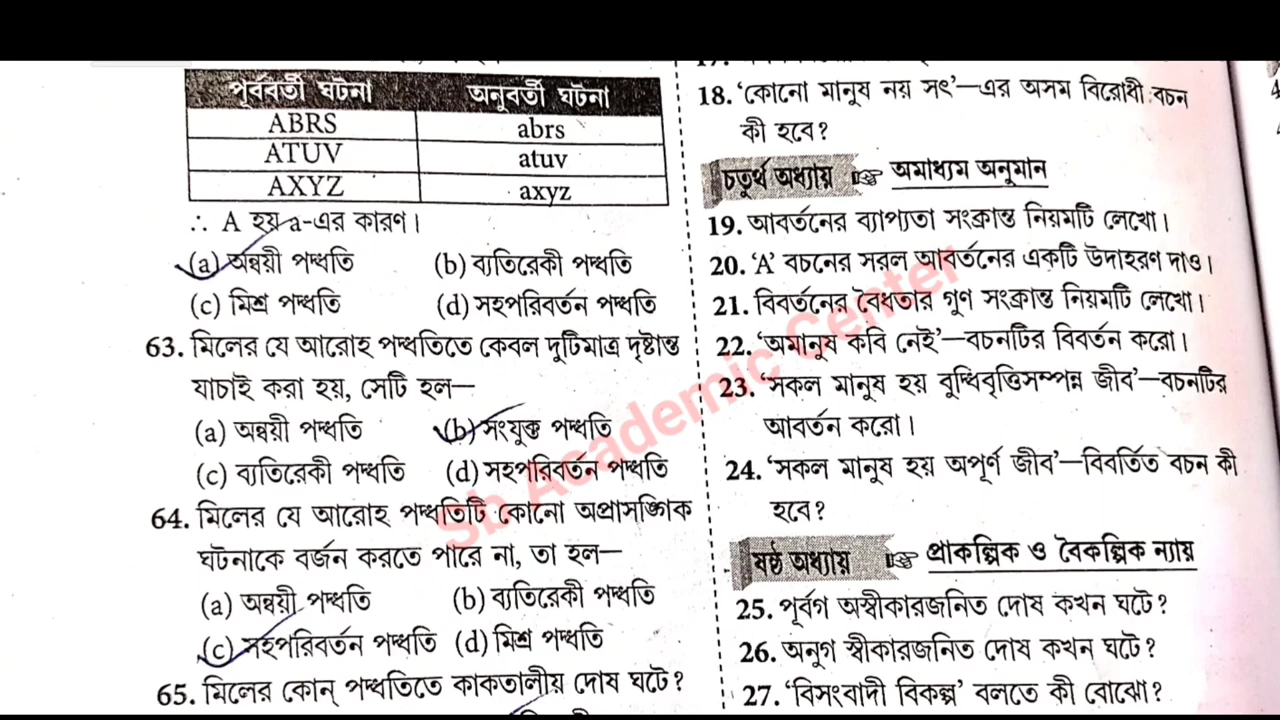 পূর্ববর্তী ঘটনা অনুবর্তী ঘটনা
ABRS abrs
ATUV atuv
AXYZ axyz
∴ A হয় a-এর কারণ।
(a) অন্বয়ী পদ্ধতি (b) ব্যতিরেকী পদ্ধতি
(c) মিশ্র পদ্ধতি (d) সহপরিবর্তন পদ্ধতি
63. মিলের যে আরোহ পদ্ধতিতে কেবল দুটিমাত্র দৃষ্টান্ত
যাচাই করা হয়, সেটি হল—
(a) অন্বয়ী পদ্ধতি (b) সংযুক্ত পদ্ধতি
(c) ব্যতিরেকী পদ্ধতি (d) সহপরিবর্তন পদ্ধতি
64. মিলের যে আরোহ পদ্ধতিটি কোনো অপ্রাসঙ্গিক
ঘটনাকে বর্জন করতে পারে না, তা হল—
(a) অন্বয়ী পদ্ধতি (b) ব্যতিরেকী পদ্ধতি
(c) সহপরিবর্তন পদ্ধতি (d) মিশ্র পদ্ধতি
65. মিলের কোন্ পদ্ধতিতে কাকতালীয় দোষ ঘটে?
18. ‘কোনো মানুষ নয় সৎ’—এর অসম বিরোধী বচন
কী হবে?
চতুর্থ অধ্যায় ☞ অমাধ্যম অনুমান
19. আবর্তনের ব্যাপ্যতা সংক্রান্ত নিয়মটি লেখো।
20. ‘A’ বচনের সরল আবর্তনের একটি উদাহরণ দাও।
21. বিবর্তনের বৈধতার গুণ সংক্রান্ত নিয়মটি লেখো।
22. ‘অমানুষ কবি নেই’—বচনটির বিবর্তন করো।
23. ‘সকল মানুষ হয় বুদ্ধিবৃত্তিসম্পন্ন জীব’—বচনটির
আবর্তন করো।
24. ‘সকল মানুষ হয় অপূর্ণ জীব’—বিবর্তিত বচন কী
হবে?
ষষ্ঠ অধ্যায় ☞ প্রাকল্পিক ও বৈকল্পিক ন্যায়
25. পূর্বগ অস্বীকারজনিত দোষ কখন ঘটে?
26. অনুগ স্বীকারজনিত দোষ কখন ঘটে?
27. ‘বিসংবাদী বিকল্প’ বলতে কী বোঝো?
Sb Academic Center